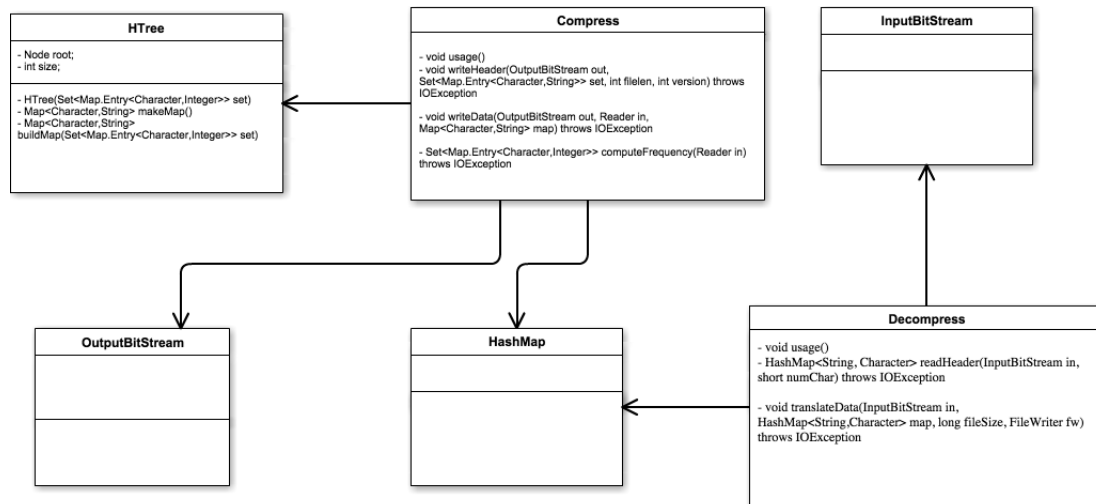 HTree
- Node root;
- int size;
- HTree(Set<Map.Entry<Character,Integer>> set)
- Map<Character,String> makeMap()
- Map<Character,String>
buildMap(Set<Map.Entry<Character,Integer>> set)
Compress
- void usage()
- void writeHeader(OutputBitStream out,
Set<Map.Entry<Character,String>> set, int filelen, int version) throws
IOException
- void writeData(OutputBitStream out, Reader in,
Map<Character,String> map) throws IOException
- Set<Map.Entry<Character,Integer>> computeFrequency(Reader in)
throws IOException
InputBitStream
OutputBitStream
HashMap
Decompress
- void usage()
- HashMap<String, Character> readHeader(InputBitStream in,
short numChar) throws IOException
- void translateData(InputBitStream in,
HashMap<String,Character> map, long fileSize, FileWriter fw)
throws IOException